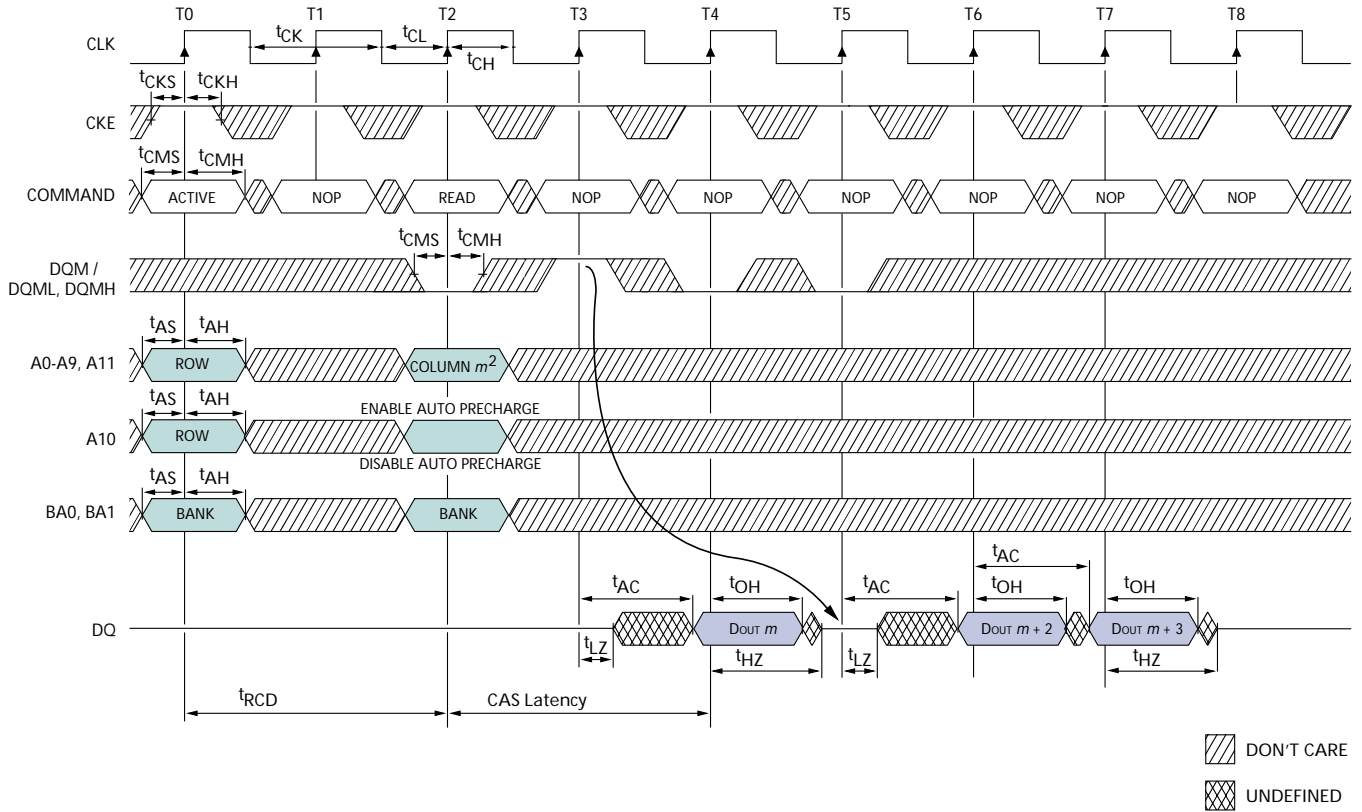 T0 T1 T2 T3 T4 T5 T6 T7 T8
CLK
tCK tCL
tCH
tCKS tCKH
CKE
tCMS tCMH
COMMAND ACTIVE NOP READ NOP NOP NOP NOP NOP NOP
tCMS tCMH
DQM /
DQML, DQMH
tAS tAH
A0-A9, A11 ROW COLUMN m2
tAS tAH ENABLE AUTO PRECHARGE
A10 ROW
DISABLE AUTO PRECHARGE
tAS tAH
BA0, BA1 BANK BANK
tAC
tAC tOH tAC tOH tOH
DQ DOUT m DOUT m + 2 DOUT m + 3
tLZ tHZ tLZ tHZ
tRCD CAS Latency
DON'T CARE
UNDEFINED